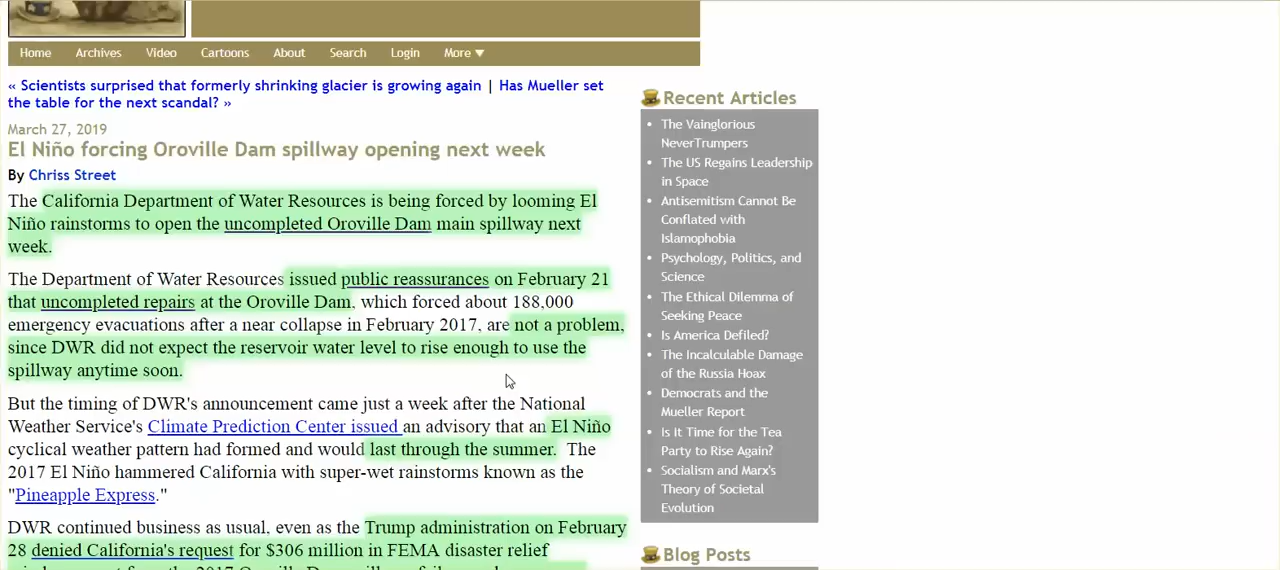 Home Archives Video Cartoons About Search Login More ▼
« Scientists surprised that formerly shrinking glacier is growing again | Has Mueller set
the table for the next scandal? »
March 27, 2019
El Niño forcing Oroville Dam spillway opening next week
By Chriss Street
The California Department of Water Resources is being forced by looming El
Niño rainstorms to open the uncompleted Oroville Dam main spillway next
week.
The Department of Water Resources issued public reassurances on February 21
that uncompleted repairs at the Oroville Dam, which forced about 188,000
emergency evacuations after a near collapse in February 2017, are not a problem,
since DWR did not expect the reservoir water level to rise enough to use the
spillway anytime soon.
But the timing of DWR's announcement came just a week after the National
Weather Service's Climate Prediction Center issued an advisory that an El Niño
cyclical weather pattern had formed and would last through the summer. The
2017 El Niño hammered California with super-wet rainstorms known as the
"Pineapple Express."
DWR continued business as usual, even as the Trump administration on February
28 denied California's request for $306 million in FEMA disaster relief
Recent Articles
• The Vainglorious
NeverTrumpers
• The US Regains Leadership
in Space
• Antisemitism Cannot Be
Conflated with
Islamophobia
• Psychology, Politics, and
Science
• The Ethical Dilemma of
Seeking Peace
• Is America Defiled?
• The Incalculable Damage
of the Russia Hoax
• Democrats and the
Mueller Report
• Is it Time for the Tea
Party to Rise Again?
• Socialism and Marx's
Theory of Societal
Evolution
Blog Posts